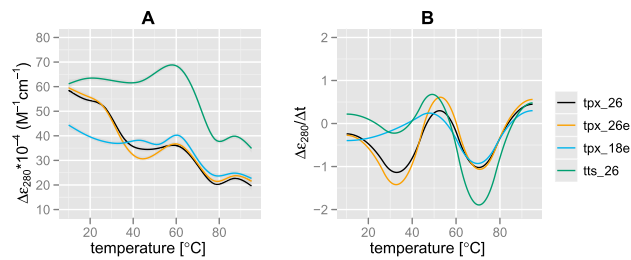 A
B
80
70
60
50
40
30
20
10
20 40 60 80
temperature [°C]
Δε280*10⁻⁴ (M⁻¹cm⁻¹)
2
1
0
−1
−2
20 40 60 80
temperature [°C]
Δε280/Δt
tpx_26
tpx_26e
tpx_18e
tts_26